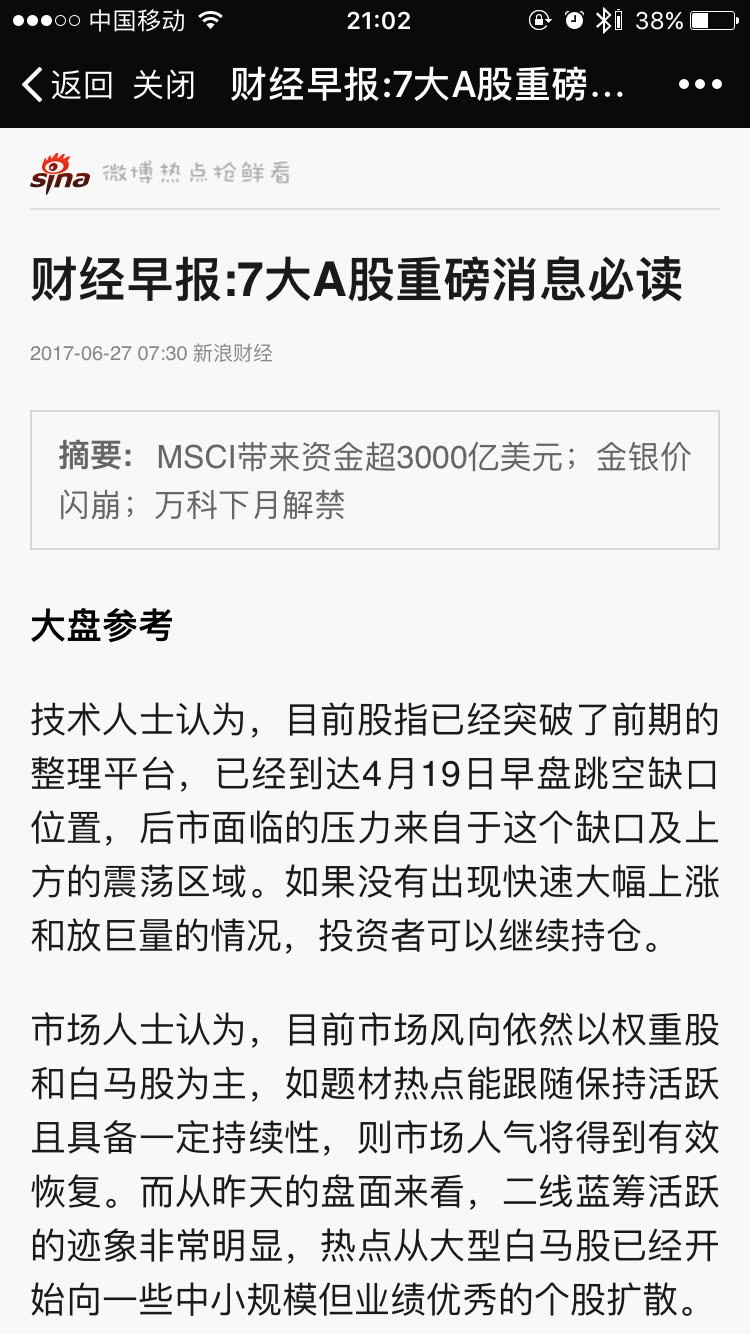 中国移动 21:02 38%
返回 关闭 财经早报:7大A股重磅...
sina 微博热点抢鲜看
财经早报:7大A股重磅消息必读
2017-06-27 07:30 新浪财经
摘要: MSCI带来资金超3000亿美元；金银价
闪崩；万科下月解禁
大盘参考
技术人士认为，目前股指已经突破了前期的
整理平台，已经到达4月19日早盘跳空缺口
位置，后市面临的压力来自于这个缺口及上
方的震荡区域。如果没有出现快速大幅上涨
和放巨量的情况，投资者可以继续持仓。
市场人士认为，目前市场风向依然以权重股
和白马股为主，如题材热点能跟随保持活跃
且具备一定持续性，则市场人气将得到有效
恢复。而从昨天的盘面来看，二线蓝筹活跃
的迹象非常明显，热点从大型白马股已经开
始向一些中小规模但业绩优秀的个股扩散。